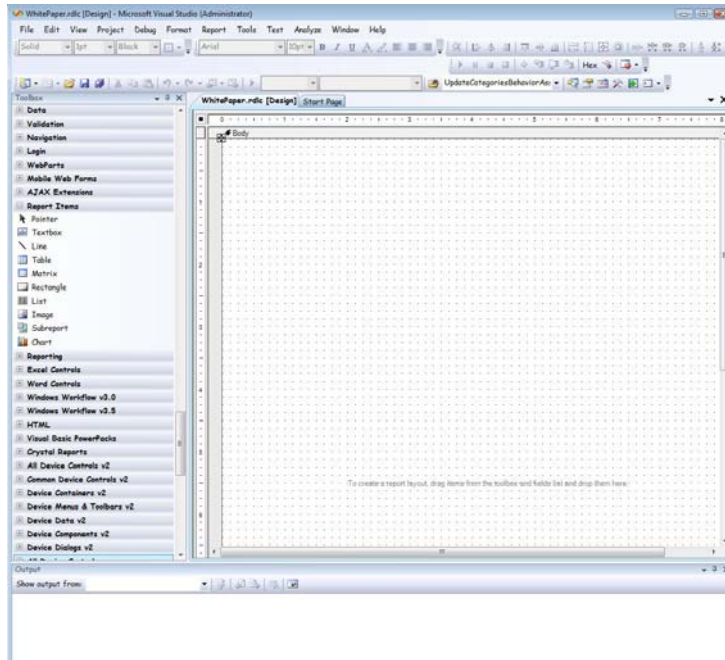 WhitePaper.rdlc [Design] - Microsoft Visual Studio (Administrator)
File Edit View Project Debug Format Report Tools Test Analyze Window Help
Solid 1pt Black Arial 10pt B I U A
Hex
UpdateCategoriesBehaviorAs
Toolbox
WhitePaper.rdlc [Design] Start Page
Data
Validation
Navigation
Login
WebParts
Mobile Web Forms
AJAX Extensions
Report Items
Pointer
Textbox
Line
Table
Matrix
Rectangle
List
Image
Subreport
Chart
Reporting
Excel Controls
Word Controls
Windows Workflow v3.0
Windows Workflow v3.5
HTML
Visual Basic PowerPacks
Crystal Reports
All Device Controls v2
Common Device Controls v2
Device Containers v2
Device Menus & Toolbars v2
Device Data v2
Device Components v2
Device Dialogs v2
Body
To create a report layout, drag items from the toolbox and fields list and drop them here.
Output
Show output from: